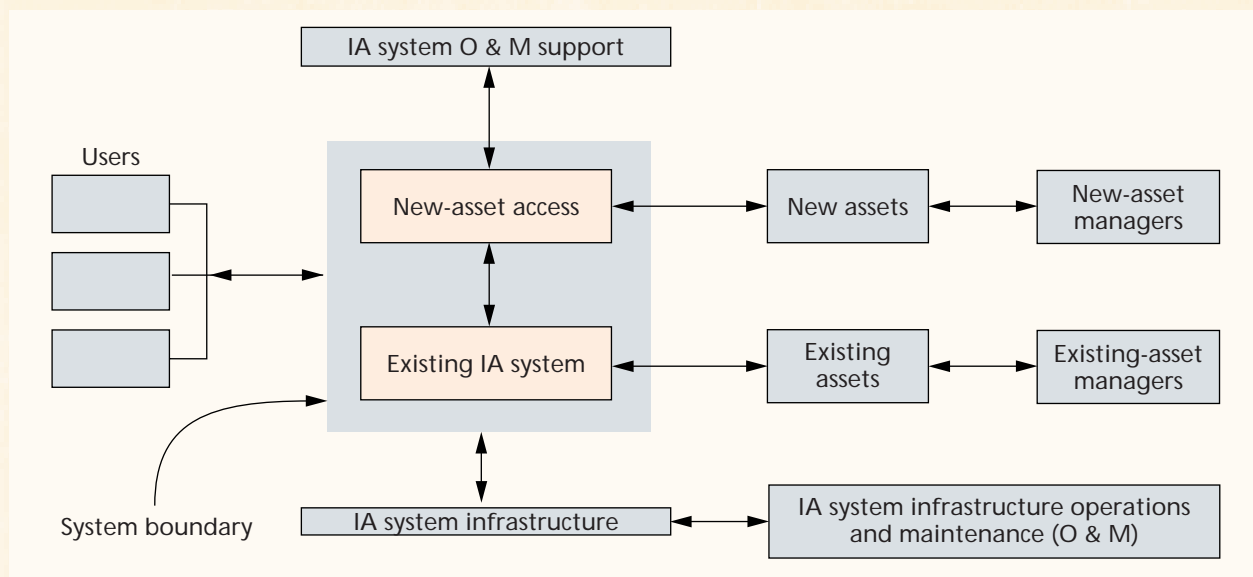 IA system O & M support
Users
New-asset access
New assets
New-asset
managers
Existing IA system
Existing
assets
Existing-asset
managers
System boundary
IA system infrastructure
IA system infrastructure operations
and maintenance (O & M)